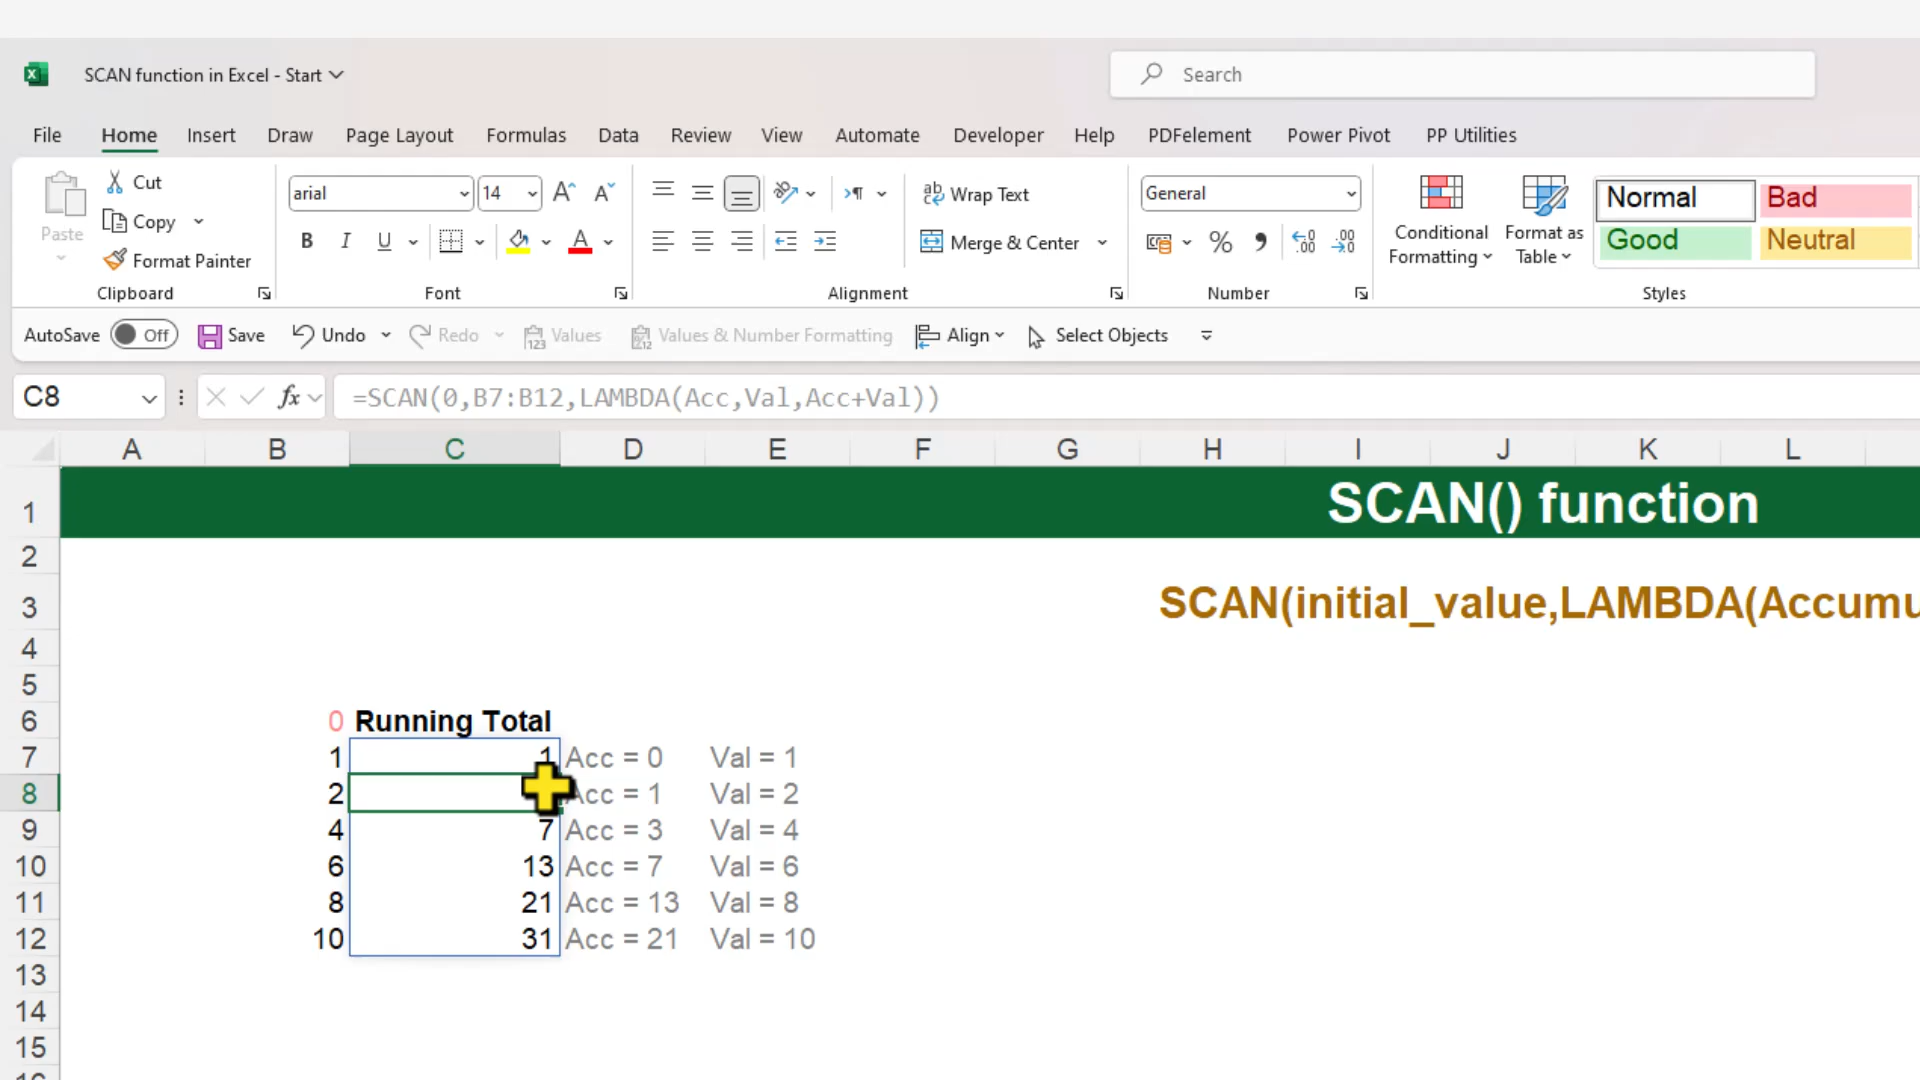 SCAN function in Excel - Start
Search
File Home Insert Draw Page Layout Formulas Data Review View Automate Developer Help PDFelement Power Pivot PP Utilities
Paste
Cut
Copy
Format Painter
Clipboard
arial 14
B I U
Font
Wrap Text
Merge & Center
Alignment
General
Number
Conditional Formatting
Format as Table
Normal Bad
Good Neutral
Styles
AutoSave Off Save Undo Redo Values Values & Number Formatting Align Select Objects
C8 fx =SCAN(0,B7:B12,LAMBDA(Acc,Val,Acc+Val))
A B C D E F G H I J K L
1 SCAN() function
2
3 SCAN(initial_value,LAMBDA(Accumu
4
5
6 0 Running Total
7 1 1 Acc = 0 Val = 1
8 2 Acc = 1 Val = 2
9 4 7 Acc = 3 Val = 4
10 6 13 Acc = 7 Val = 6
11 8 21 Acc = 13 Val = 8
12 10 31 Acc = 21 Val = 10
13
14
15